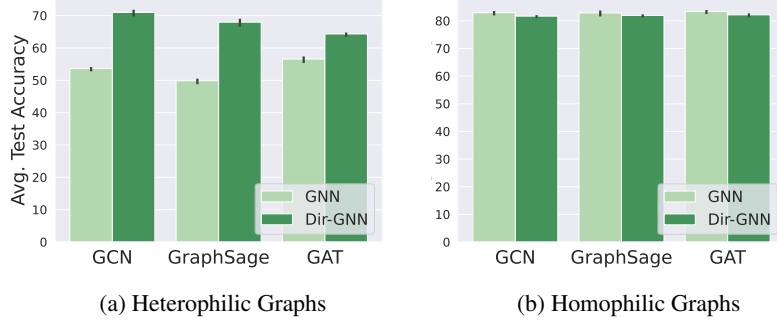 Avg. Test Accuracy
70
60
50
40
30
20
10
0
GNN
Dir-GNN
GCN
GraphSage
GAT
(a) Heterophilic Graphs
80
70
60
50
40
30
20
10
0
GNN
Dir-GNN
GCN
GraphSage
GAT
(b) Homophilic Graphs